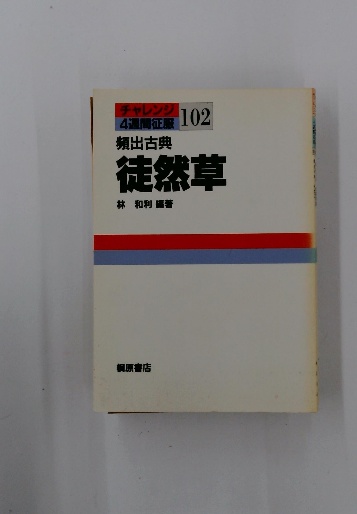 チャレンジ
4週間征服
102
頻出古典
徒然草
林 和利 編著
桐原書店